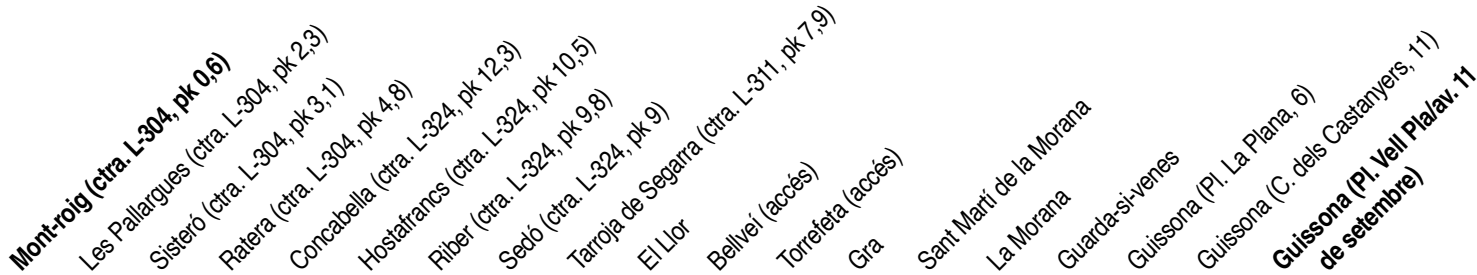 Mont-roig (ctra. L-304, pk 0,6)
Les Pallargues (ctra. L-304, pk 2,3)
Sisteró (ctra. L-304, pk 3,1)
Ratera (ctra. L-304, pk 4,8)
Concabella (ctra. L-324, pk 12,3)
Hostafrancs (ctra. L-324, pk 10,5)
Riber (ctra. L-324, pk 9,8)
Sedó (ctra. L-324, pk 9)
Tarroja de Segarra (ctra. L-311, pk 7,9)
El Llor
Bellveí (accés)
Torrefeta (accés)
Gra
Sant Martí de la Morana
La Morana
Guarda-si-venes
Guissona (Pl. La Plana, 6)
Guissona (C. dels Castanyers, 11)
Guissona (Pl. Vell Pla/av. 11
de setembre)